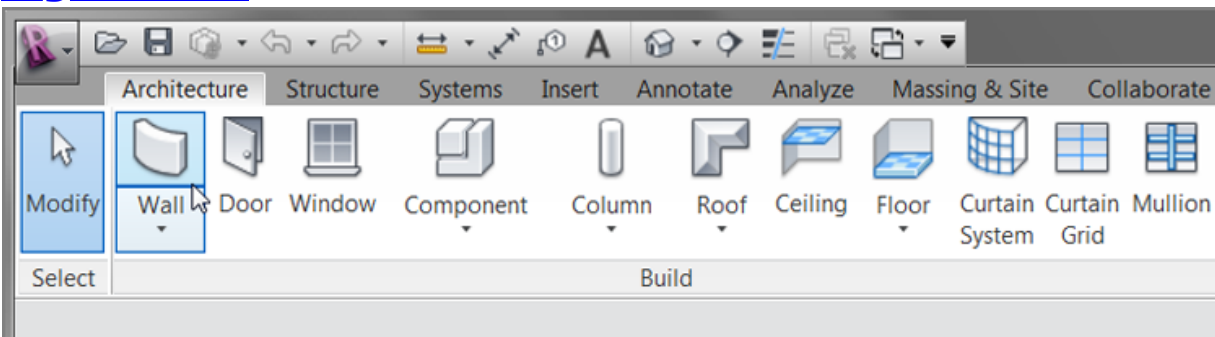 R A
Architecture Structure Systems Insert Annotate Analyze Massing & Site Collaborate
Modify Wall Door Window Component Column Roof Ceiling Floor Curtain System Curtain Grid Mullion
Select Build